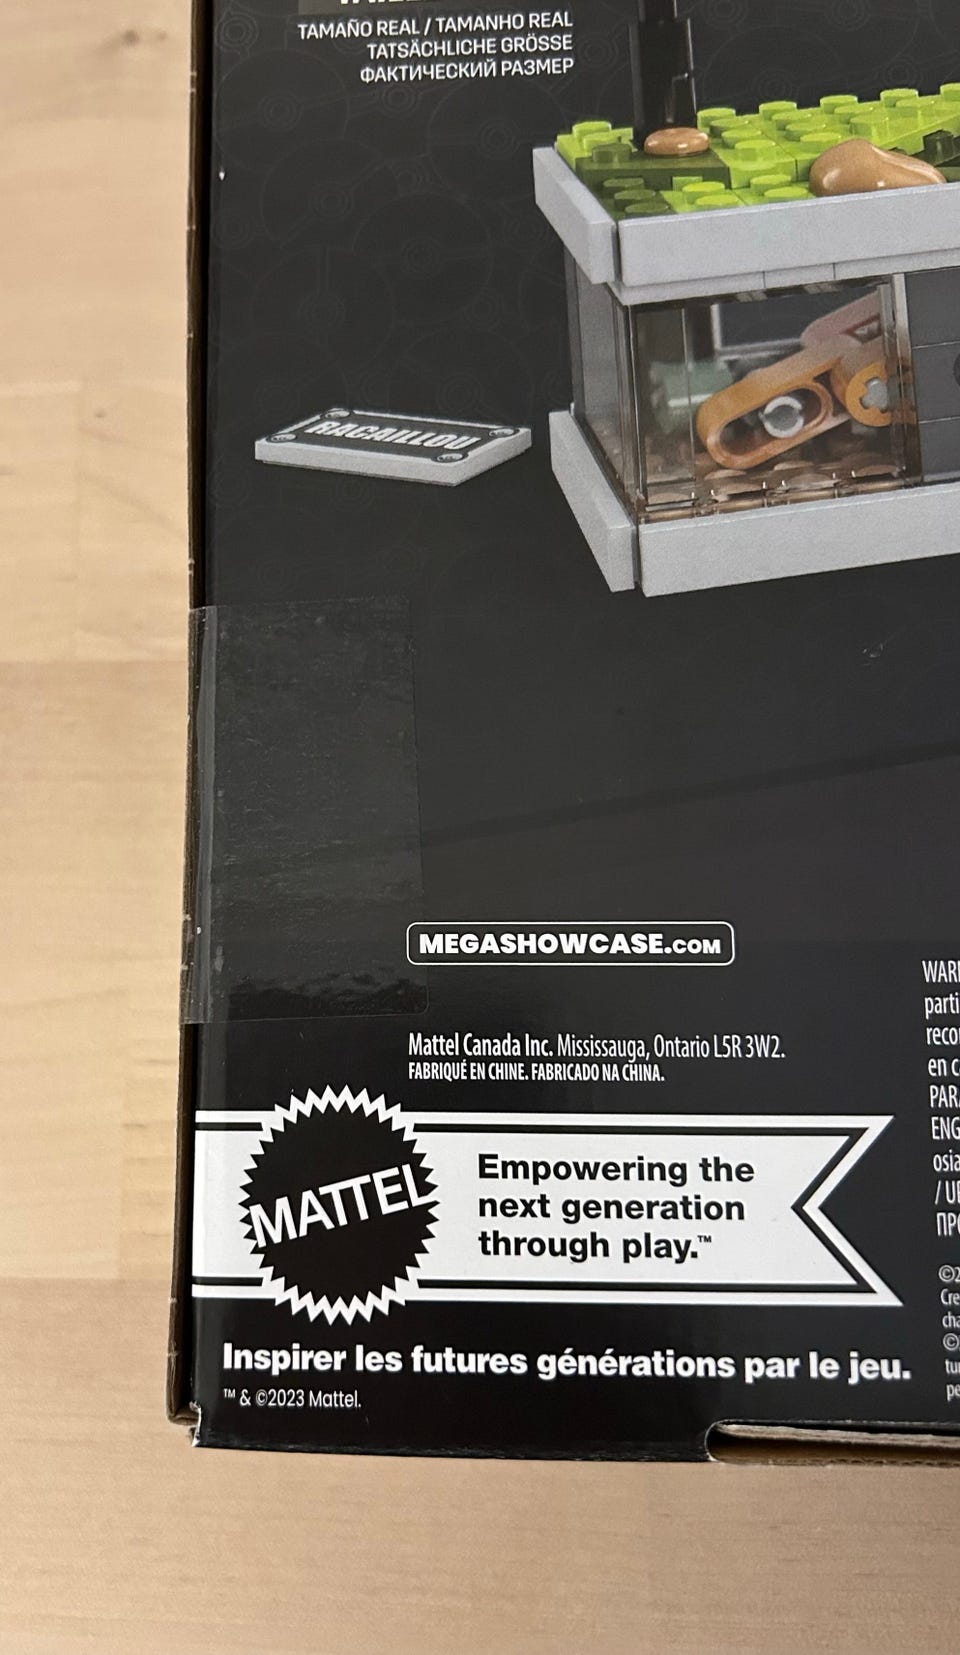 TAMAÑO REAL / TAMANHO REAL
TATSÄCHLICHE GRÖSSE
ФАКТИЧЕСКИЙ РАЗМЕР
RACAILLOU
MEGASHOWCASE.COM
Mattel Canada Inc. Mississauga, Ontario L5R 3W2.
FABRIQUÉ EN CHINE. FABRICADO NA CHINA.
MATTEL
Empowering the
next generation
through play.™
Inspirer les futures générations par le jeu.
™ & ©2023 Mattel.
en